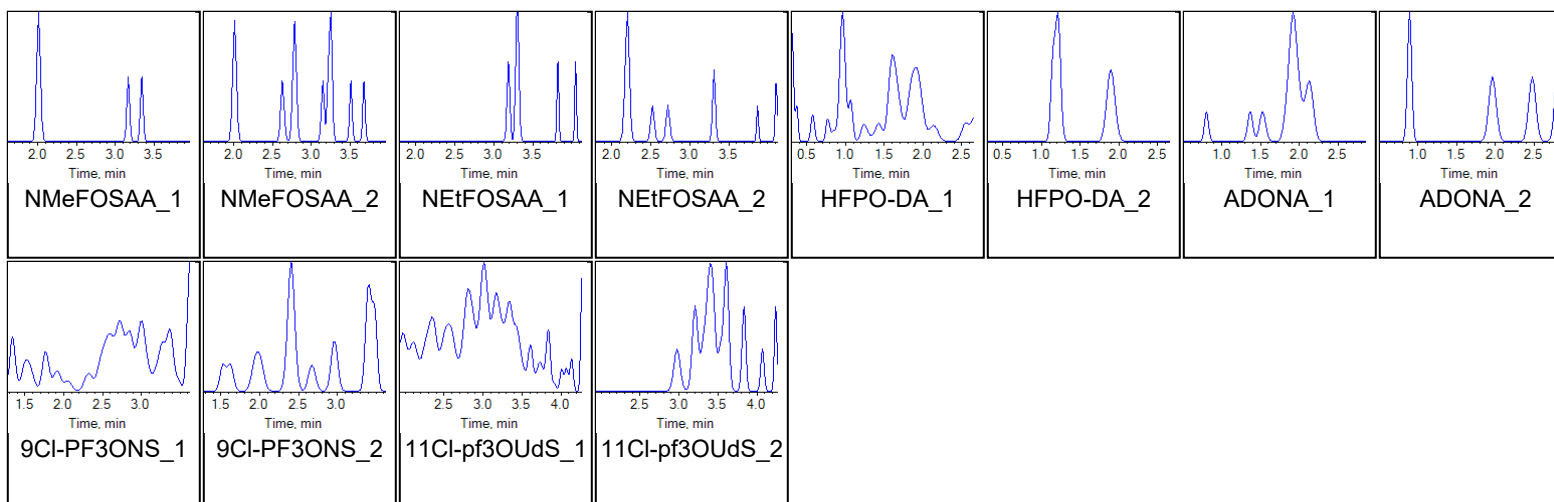 2.0 2.5 3.0 3.5
Time, min
NMeFOSAA_1
2.0 2.5 3.0 3.5
Time, min
NMeFOSAA_2
2.0 2.5 3.0 3.5 4.0
Time, min
NEtFOSAA_1
2.0 2.5 3.0 3.5 4.0
Time, min
NEtFOSAA_2
0.5 1.0 1.5 2.0 2.5
Time, min
HFPO-DA_1
0.5 1.0 1.5 2.0 2.5
Time, min
HFPO-DA_2
1.0 1.5 2.0 2.5
Time, min
ADONA_1
1.0 1.5 2.0 2.5
Time, min
ADONA_2
1.5 2.0 2.5 3.0
Time, min
9Cl-PF3ONS_1
1.5 2.0 2.5 3.0
Time, min
9Cl-PF3ONS_2
2.5 3.0 3.5 4.0
Time, min
11Cl-pf3OUdS_1
2.5 3.0 3.5 4.0
Time, min
11Cl-pf3OUdS_2